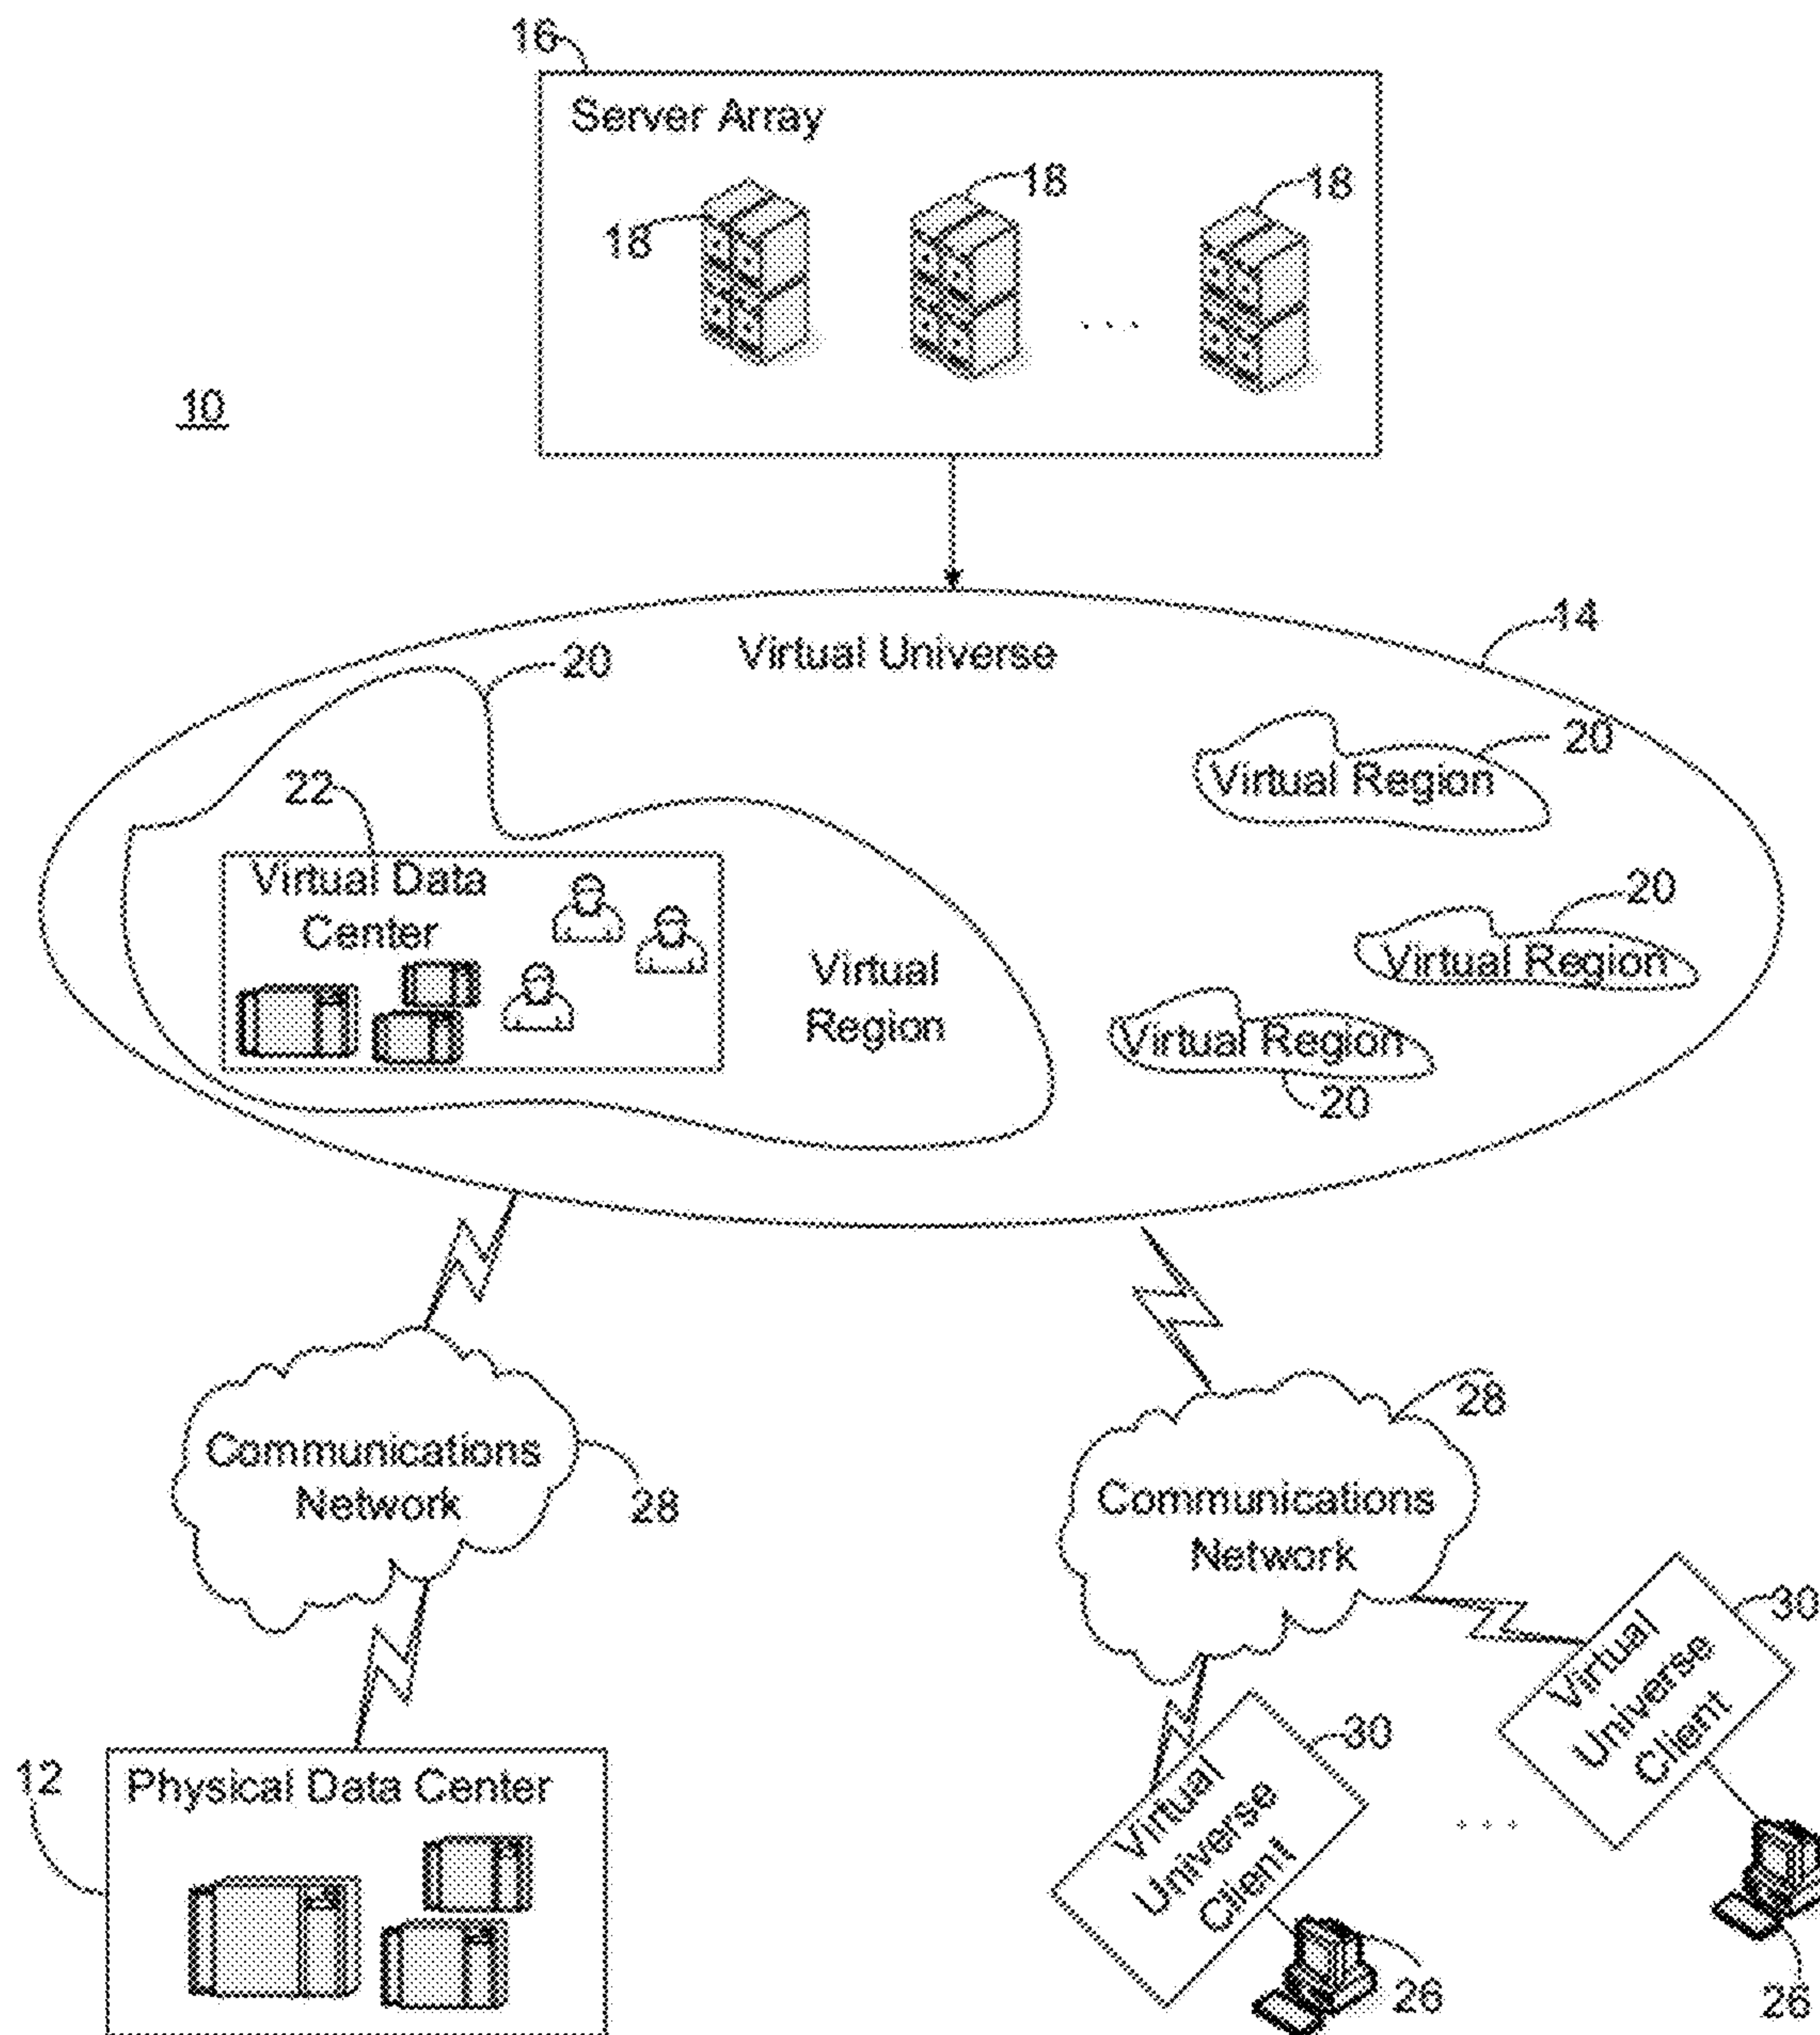 16
Server Array
18
18
18
10
14
Virtual Universe
20
20
Virtual Region
22
Virtual Data
Center
20
Virtual Region
Virtual
Region
Virtual Region
20
28
Communications
Network
28
Communications
Network
30
Virtual
Universe
Client
30
Virtual
Universe
Client
12
Physical Data Center
26
26